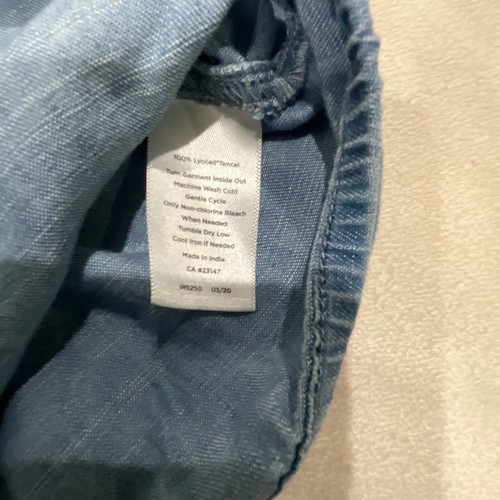 100% Lyocell*Tencel
Turn Garment Inside Out
Machine Wash Cold
Gentle Cycle
Only Non-chlorine Bleach
When Needed
Tumble Dry Low
Cool Iron if Needed
Made in India
CA #23147
03/20